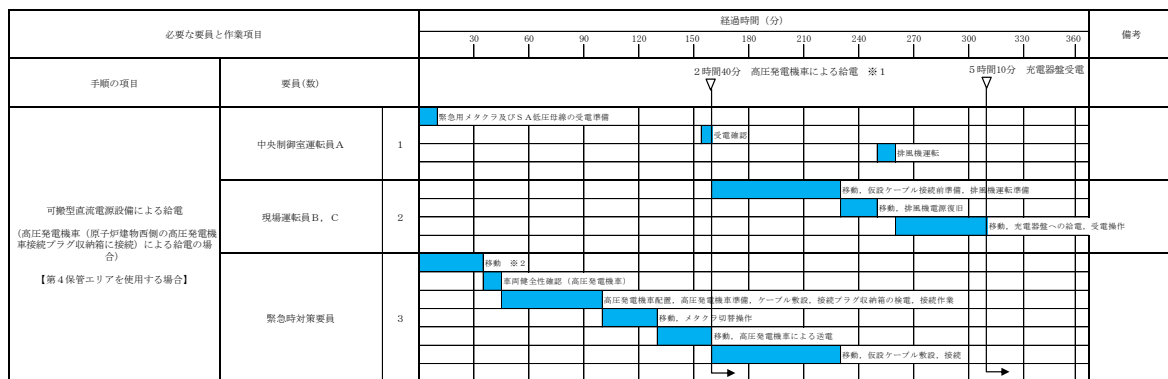 必要な要員と作業項目
経過時間（分）
備考
30 60 90 120 150 180 210 240 270 300 330 360
手順の項目
要員(数)
2時間40分 高圧発電機車による給電 ※1
5時間10分 充電器盤受電
可搬型直流電源設備による給電
(高圧発電機車（原子炉建物西側の高圧発電機
車接続プラグ収納箱に接続）による給電の場
合)
【第4保管エリアを使用する場合】
中央制御室運転員A
1
緊急用メタクラ及びSA低圧母線の受電準備
受電確認
排風機運転
現場運転員B，C
2
移動，仮設ケーブル接続前準備，排風機運転準備
移動，排風機電源復旧
移動，充電器盤への給電，受電操作
緊急時対策要員
3
移動 ※2
車両健全性確認（高圧発電機車）
高圧発電機車配置，高圧発電機車準備，ケーブル敷設，接続プラグ収納箱の検電，接続作業
移動，メタクラ切替操作
移動，高圧発電機車による送電
移動，仮設ケーブル敷設，接続